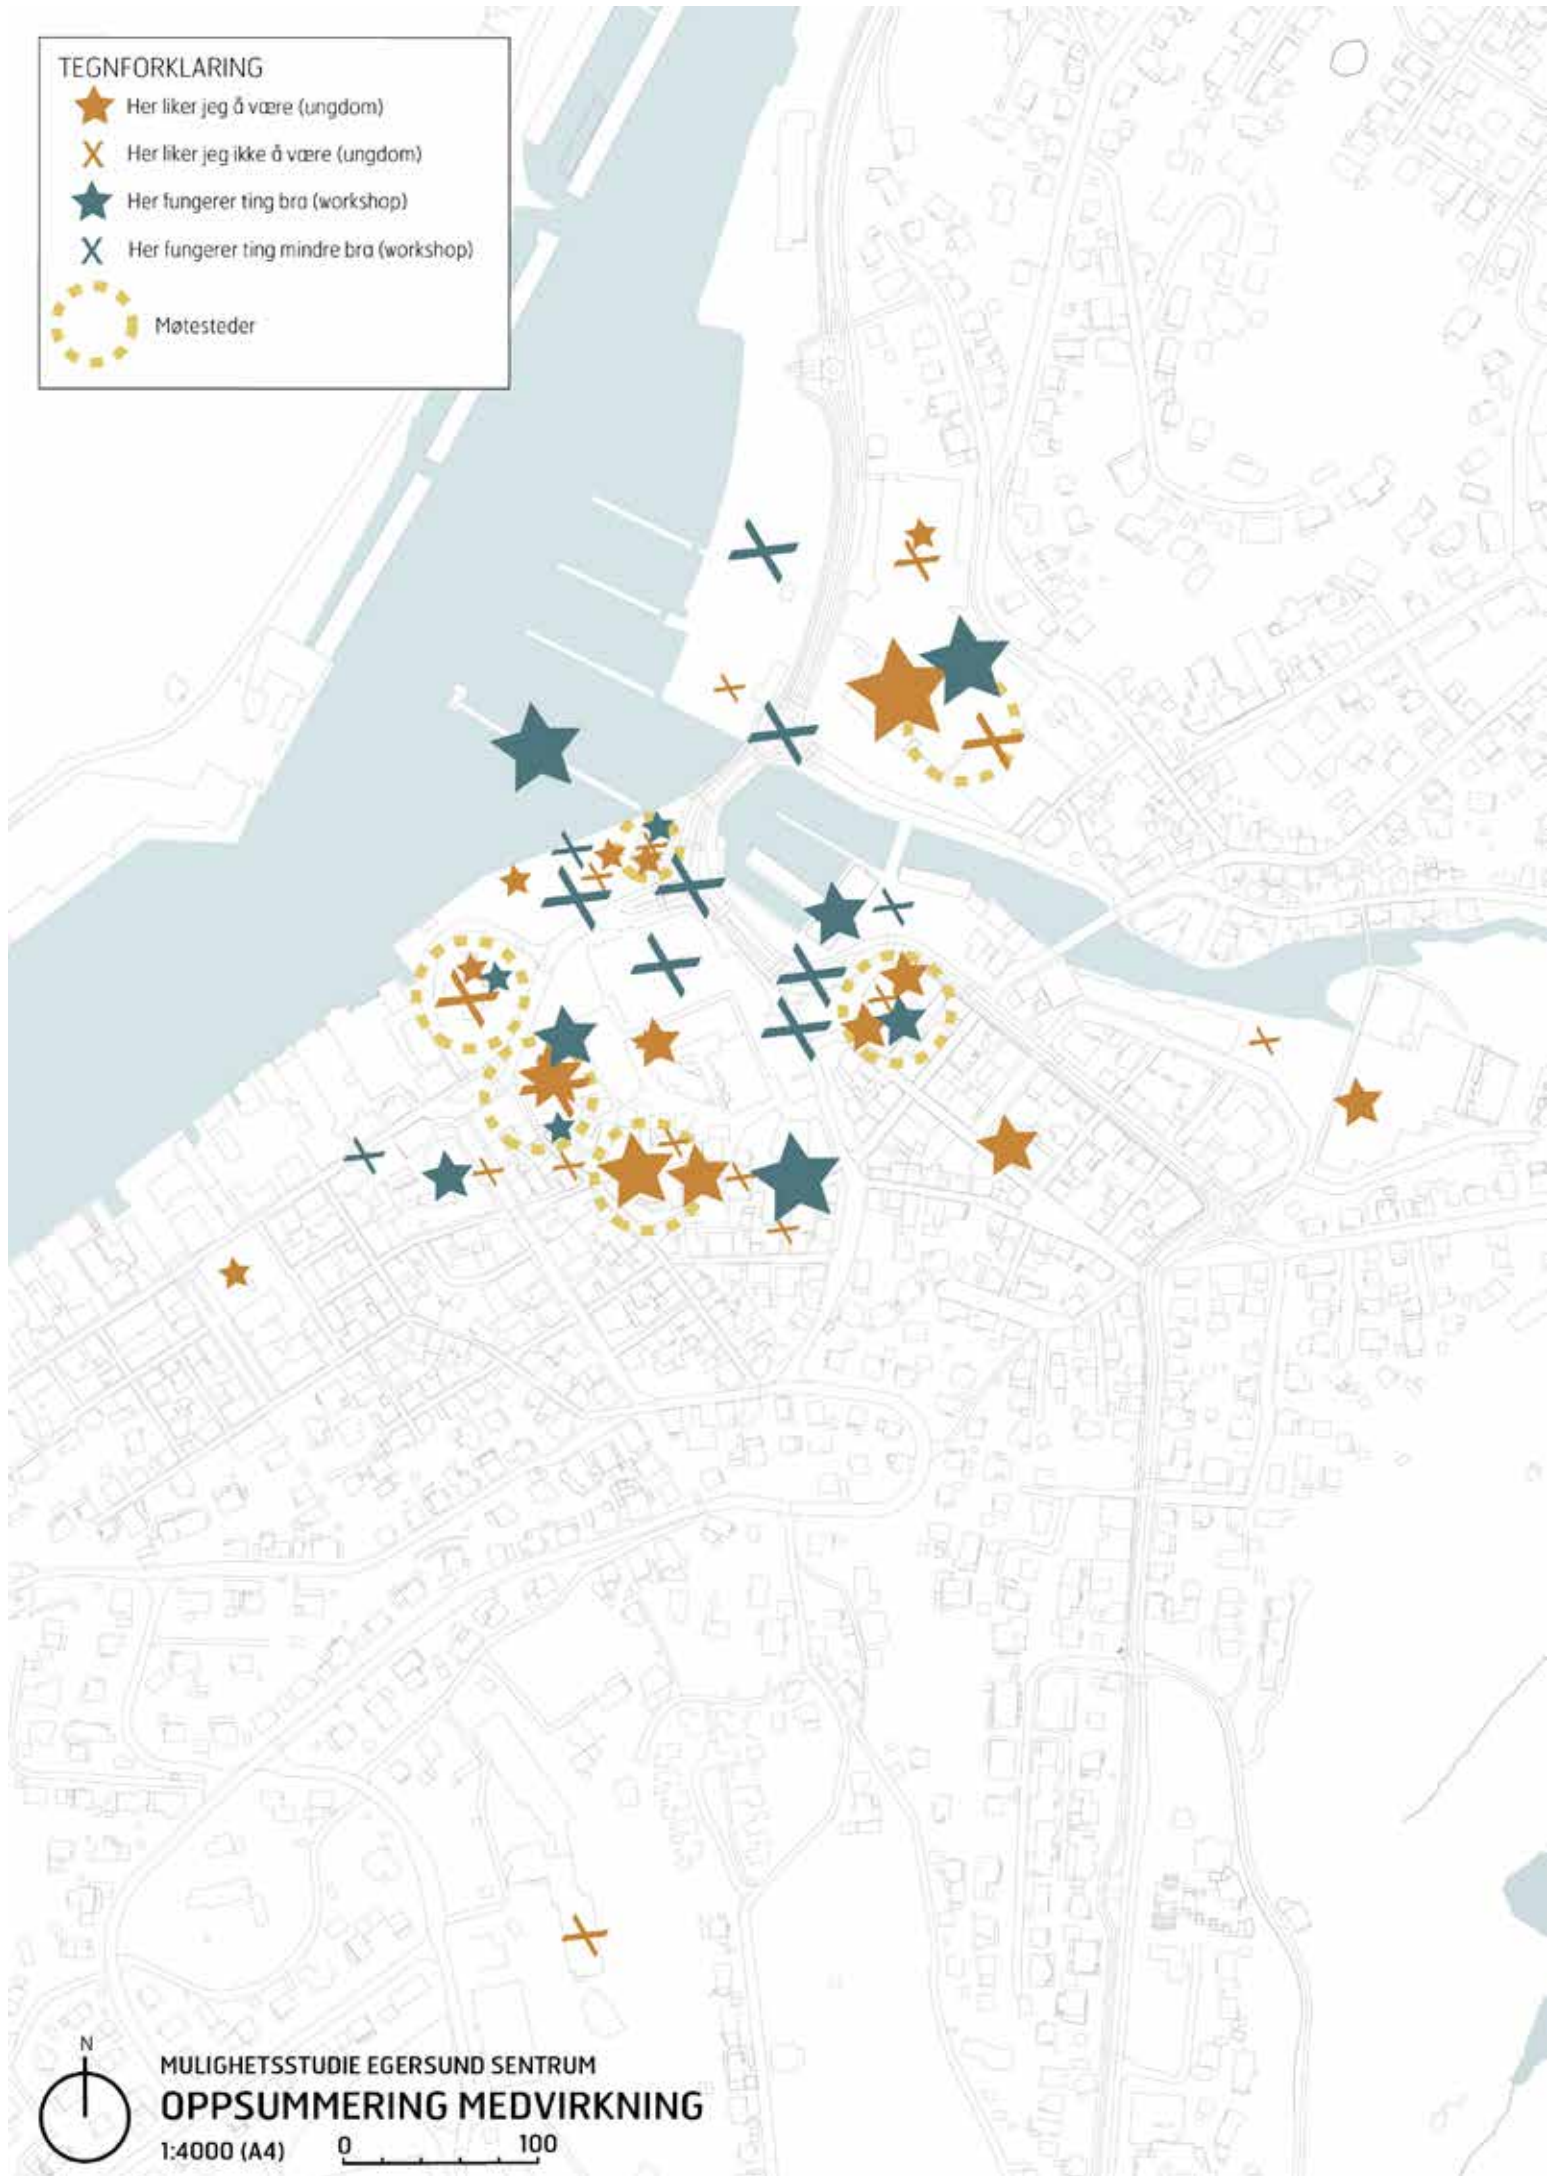 TEGNFORKLARING
Her liker jeg å være (ungdom)
Her liker jeg ikke å være (ungdom)
Her fungerer ting bra (workshop)
Her fungerer ting mindre bra (workshop)
Møtesteder
N
MULIGHETSSTUDIE EGERSUND SENTRUM
OPPSUMMERING MEDVIRKNING
1:4000 (A4) 0 100